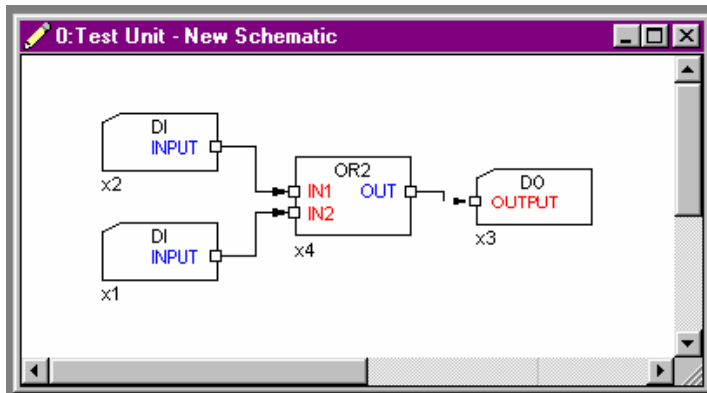 0:Test Unit - New Schematic
DI
INPUT
x2
DI
INPUT
x1
OR2
IN1 OUT
IN2
x4
DO
OUTPUT
x3